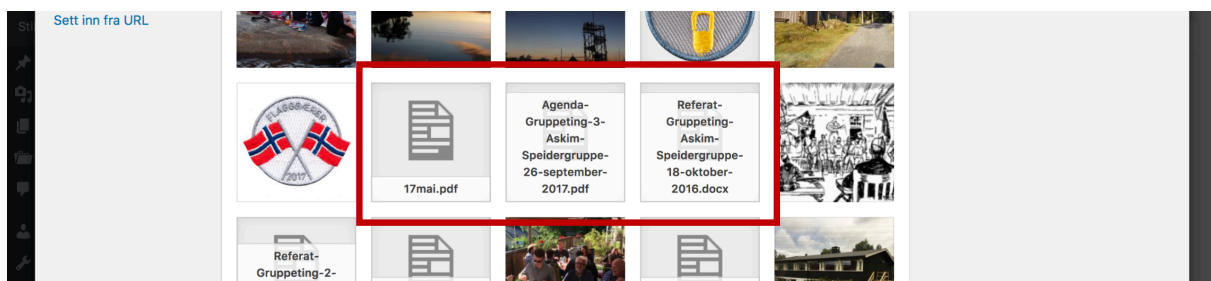 Sett inn fra URL
Stil
FLAGGBÆRER
2017
17mai.pdf
Agenda-
Gruppeting-3-
Askim-
Speidergruppe-
26-september-
2017.pdf
Referat-
Gruppeting-
Askim-
Speidergruppe-
18-oktober-
2016.docx
Referat-
Gruppeting-2-